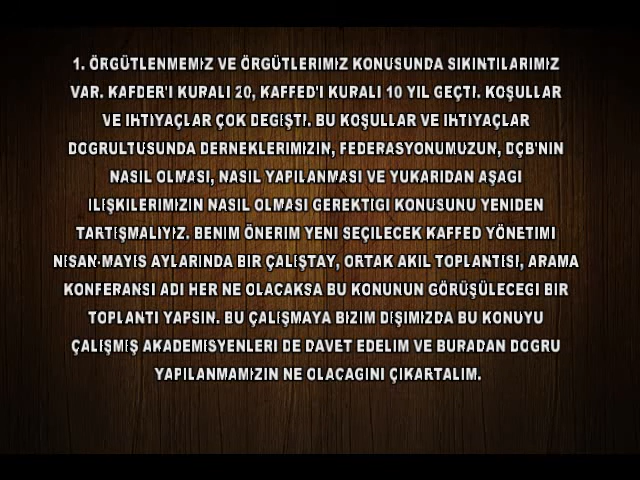 1. ÖRGÜTLENMEMİZ VE ÖRGÜTLERIMIZ KONUSUNDA SIKINTILARIMIZ
VAR. KAFDER'I KURALI 20, KAFFED'I KURALI 10 YIL GEÇTI. KOŞULLAR
VE IHTIYAÇLAR ÇOK DEGIŞTI. BU KOŞULLAR VE IHTIYAÇLAR
DOGRULTUSUNDA DERNEKLERIMIZIN, FEDERASYONUMUZUN, DÇB'NIN
NASIL OLMASI, NASIL YAPILANMASI VE YUKARIDAN AŞAGI
ILIŞKILERIMIZIN NASIL OLMASI GEREKTIGI KONUSUNU YENIDEN
TARTIŞMALIYIZ. BENIM ÖNERIM YENI SEÇILECEK KAFFED YÖNETIMI
NISAN-MAYIS AYLARINDA BIR ÇALIŞTAY, ORTAK AKIL TOPLANTISI, ARAMA
KONFERANSI ADI HER NE OLACAKSA BU KONUNUN GÖRÜŞÜLECEGI BIR
TOPLANTI YAPSIN. BU ÇALIŞMAYA BIZIM DIŞIMIZDA BU KONUYU
ÇALIŞMIŞ AKADEMISYENLERI DE DAVET EDELIM VE BURADAN DOGRU
YAPILANMAMIZIN NE OLACAGINI ÇIKARTALIM.